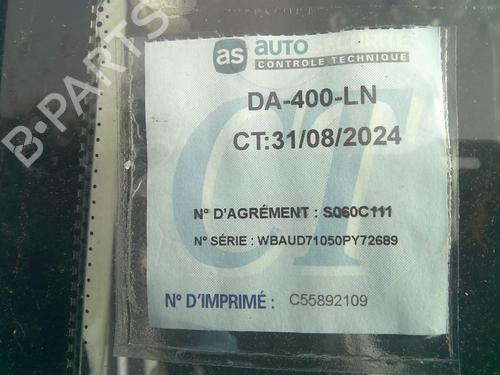 B-PARTS
as AUTO SECURITE
CONTROLE TECHNIQUE
DA-400-LN
CT:31/08/2024
CT
N° D'AGRÉMENT : S060C111
N° SÉRIE : WBAUD71050PY72689
N° D'IMPRIMÉ : C55892109